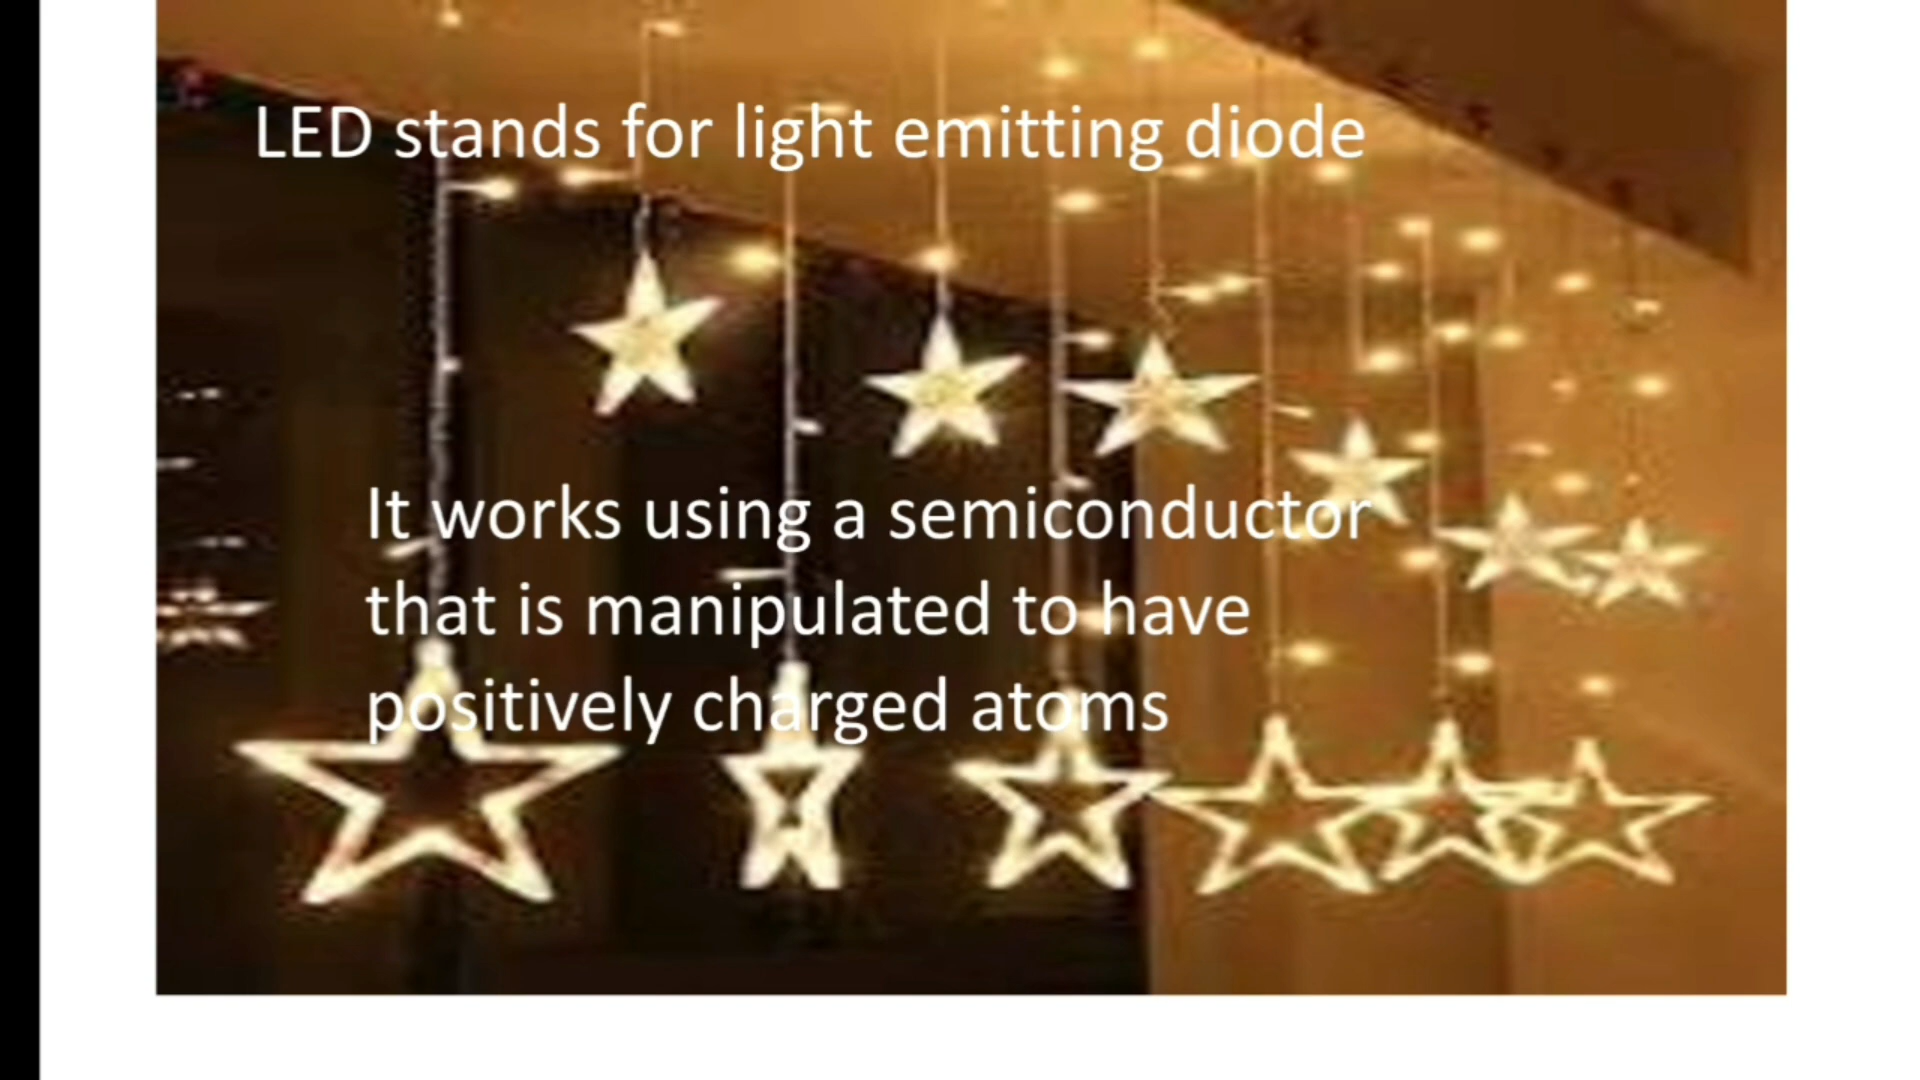 LED stands for light emitting diode
It works using a semiconductor
that is manipulated to have
positively charged atoms